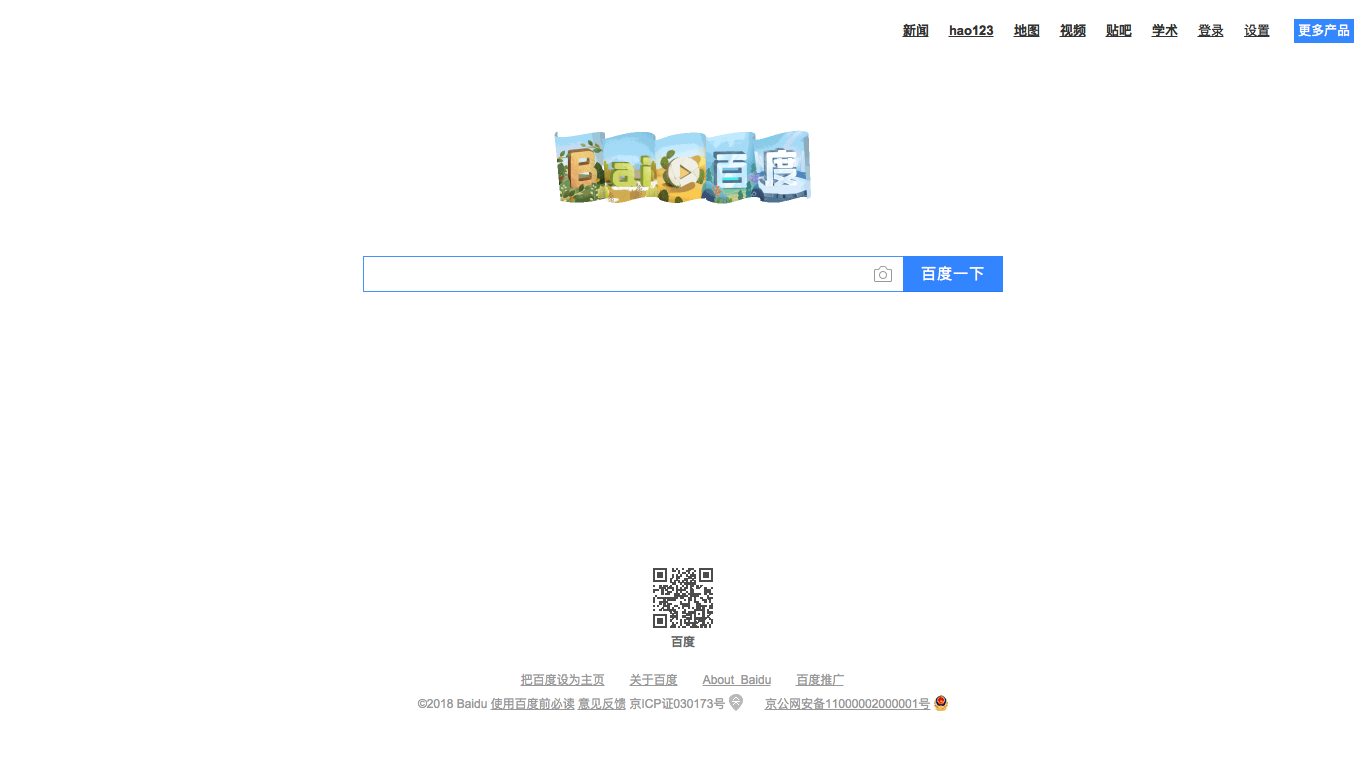 新闻 hao123 地图 视频 贴吧 学术 登录 设置 更多产品
Bai 百度
百度一下
百度
把百度设为主页 关于百度 About Baidu 百度推广
©2018 Baidu 使用百度前必读 意见反馈 京ICP证030173号 京公网安备11000002000001号